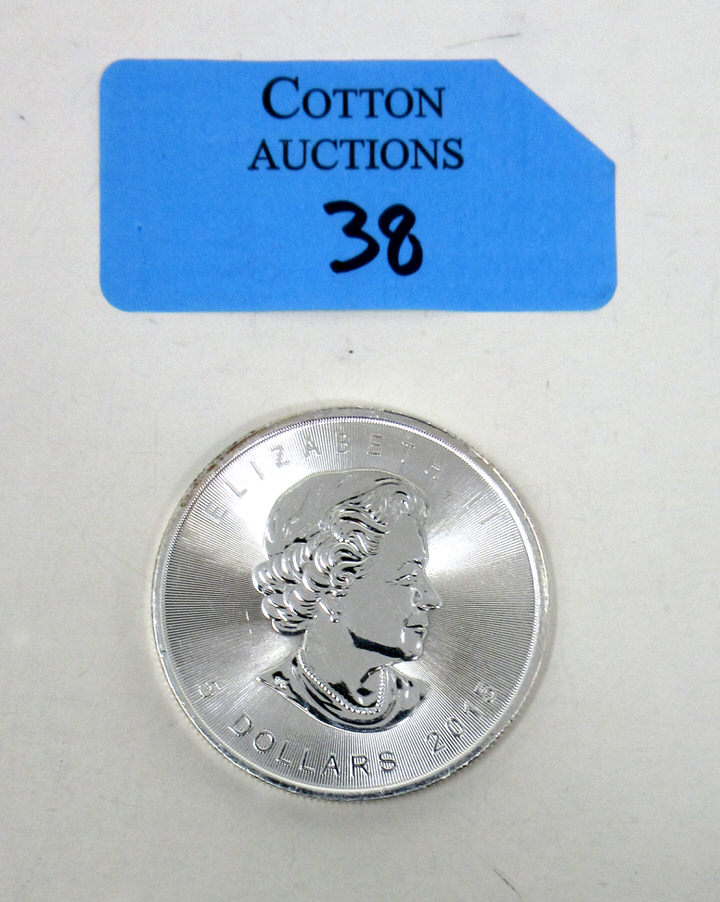 COTTON
AUCTIONS
38
ELIZABETH II
5 DOLLARS 2015